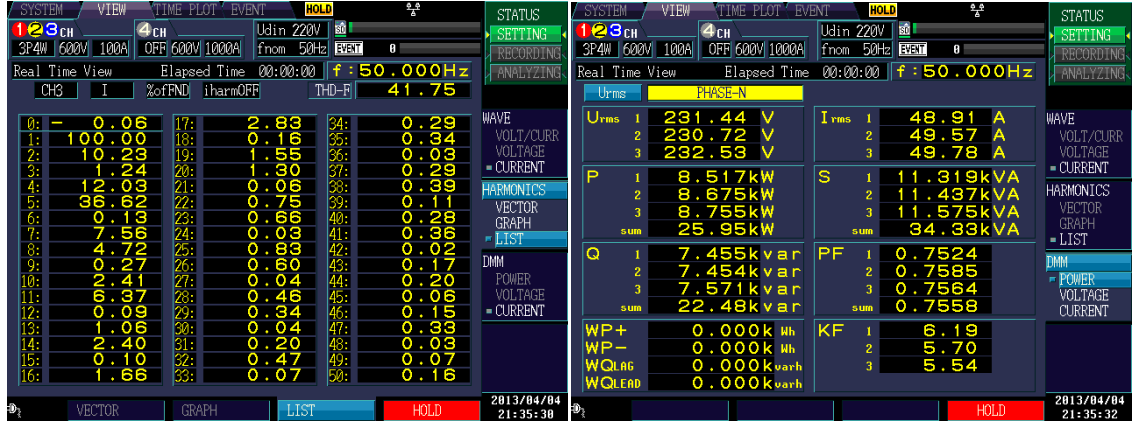 SYSTEM VIEW TIME PLOT EVENT HOLD
1 2 3 CH 4 CH Udin 220V SD
3P4W 600V 100A OFF 600V 1000A fnom 50Hz EVENT 0
Real Time View Elapsed Time 00:00:00 f:50.000Hz
CH3 I %ofFND iharmOFF THD-F 41.75
0: - 0.06 17: 2.83 34: 0.29
1: 100.00 18: 0.16 35: 0.34
2: 10.23 19: 1.55 36: 0.03
3: 1.24 20: 1.30 37: 0.29
4: 12.03 21: 0.06 38: 0.39
5: 36.62 22: 0.75 39: 0.11
6: 0.13 23: 0.66 40: 0.28
7: 7.56 24: 0.03 41: 0.36
8: 4.72 25: 0.83 42: 0.02
9: 0.27 26: 0.60 43: 0.17
10: 2.41 27: 0.04 44: 0.20
11: 6.37 28: 0.46 45: 0.06
12: 0.09 29: 0.34 46: 0.15
13: 1.06 30: 0.04 47: 0.33
14: 2.40 31: 0.20 48: 0.03
15: 0.10 32: 0.47 49: 0.07
16: 1.66 33: 0.07 50: 0.16
VECTOR GRAPH LIST HOLD
STATUS
SETTING
RECORDING
ANALYZING
WAVE
VOLT/CURR
VOLTAGE
CURRENT
HARMONICS
VECTOR
GRAPH
LIST
DMM
POWER
VOLTAGE
CURRENT
2013/04/04
21:35:30
SYSTEM VIEW TIME PLOT EVENT HOLD
1 2 3 CH 4 CH Udin 220V SD
3P4W 600V 100A OFF 600V 1000A fnom 50Hz EVENT 0
Real Time View Elapsed Time 00:00:00 f:50.000Hz
Urms PHASE-N
Urms 1 231.44 V Irms 1 48.91 A
2 230.72 V 2 49.57 A
3 232.53 V 3 49.78 A
P 1 8.517kW S 1 11.319kVA
2 8.675kW 2 11.437kVA
3 8.755kW 3 11.575kVA
sum 25.95kW sum 34.33kVA
Q 1 7.455kvar PF 1 0.7524
2 7.454kvar 2 0.7585
3 7.571kvar 3 0.7564
sum 22.48kvar sum 0.7558
WP+ 0.000k Wh KF 1 6.19
WP- 0.000k Wh 2 5.70
WQLAG 0.000kvarh 3 5.54
WQLEAD 0.000kvarh
HOLD
STATUS
SETTING
RECORDING
ANALYZING
WAVE
VOLT/CURR
VOLTAGE
CURRENT
HARMONICS
VECTOR
GRAPH
LIST
DMM
POWER
VOLTAGE
CURRENT
2013/04/04
21:35:32